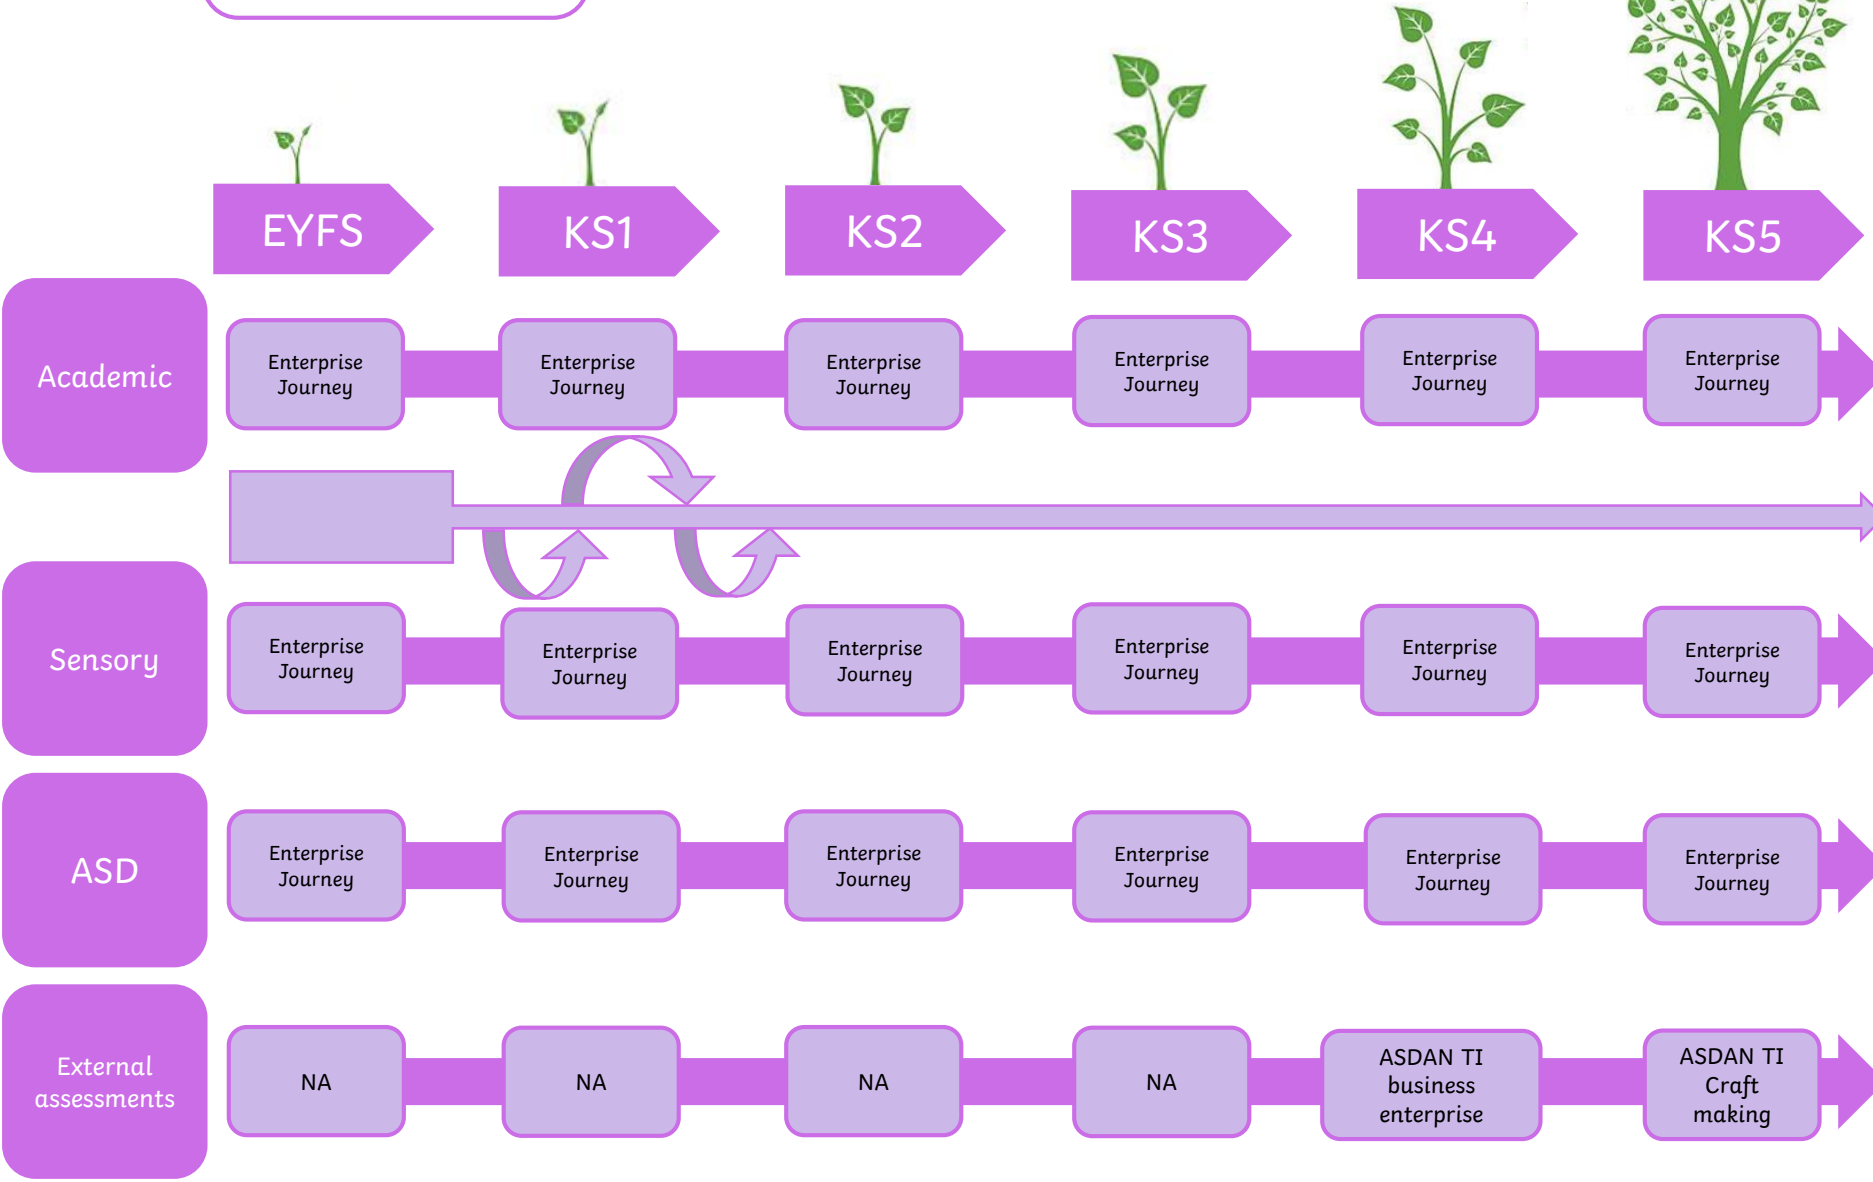 EYFS
KS1
KS2
KS3
KS4
KS5
Academic
Enterprise
Journey
Enterprise
Journey
Enterprise
Journey
Enterprise
Journey
Enterprise
Journey
Enterprise
Journey
Sensory
Enterprise
Journey
Enterprise
Journey
Enterprise
Journey
Enterprise
Journey
Enterprise
Journey
Enterprise
Journey
ASD
Enterprise
Journey
Enterprise
Journey
Enterprise
Journey
Enterprise
Journey
Enterprise
Journey
Enterprise
Journey
External
assessments
NA
NA
NA
NA
ASDAN TI
business
enterprise
ASDAN TI
Craft
making